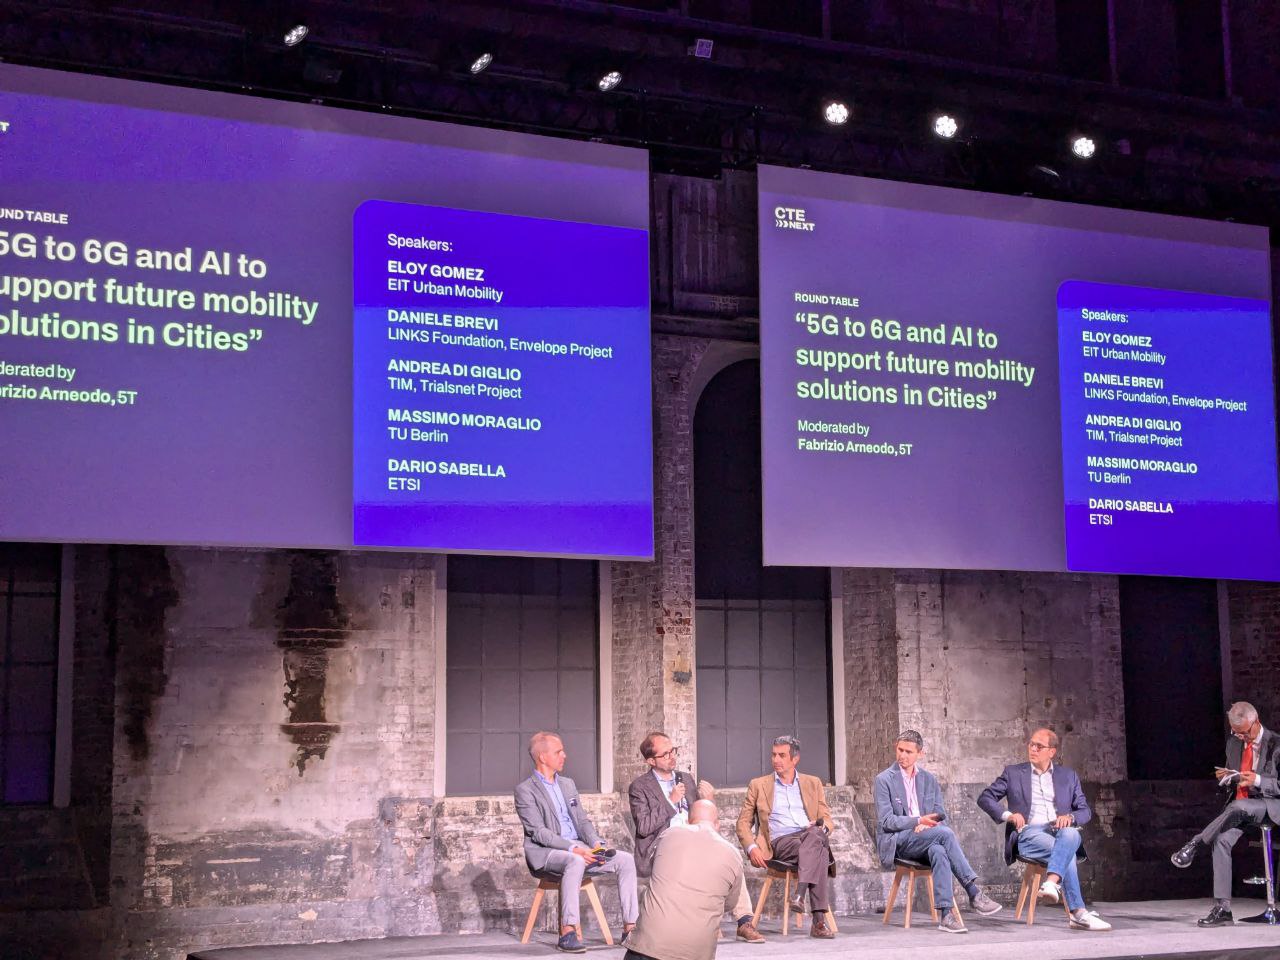 ROUND TABLE
5G to 6G and AI to
future mobility
in Cities”
by
Arneodo, 5T
Speakers:
ELOY GOMEZ
EIT Urban Mobility
DANIELE BREVI
LINKS Foundation, Envelope Project
ANDREA DI GIGLIO
TIM, Trialsnet Project
MASSIMO MORAGLIO
TU Berlin
DARIO SABELLA
ETSI
CTE
NEXT
ROUND TABLE
“5G to 6G and AI to
support future mobility
solutions in Cities”
Moderated by
Fabrizio Arneodo, 5T
Speakers:
ELOY GOMEZ
EIT Urban Mobility
DANIELE BREVI
LINKS Foundation, Envelope Project
ANDREA DI GIGLIO
TIM, Trialsnet Project
MASSIMO MORAGLIO
TU Berlin
DARIO SABELLA
ETSI